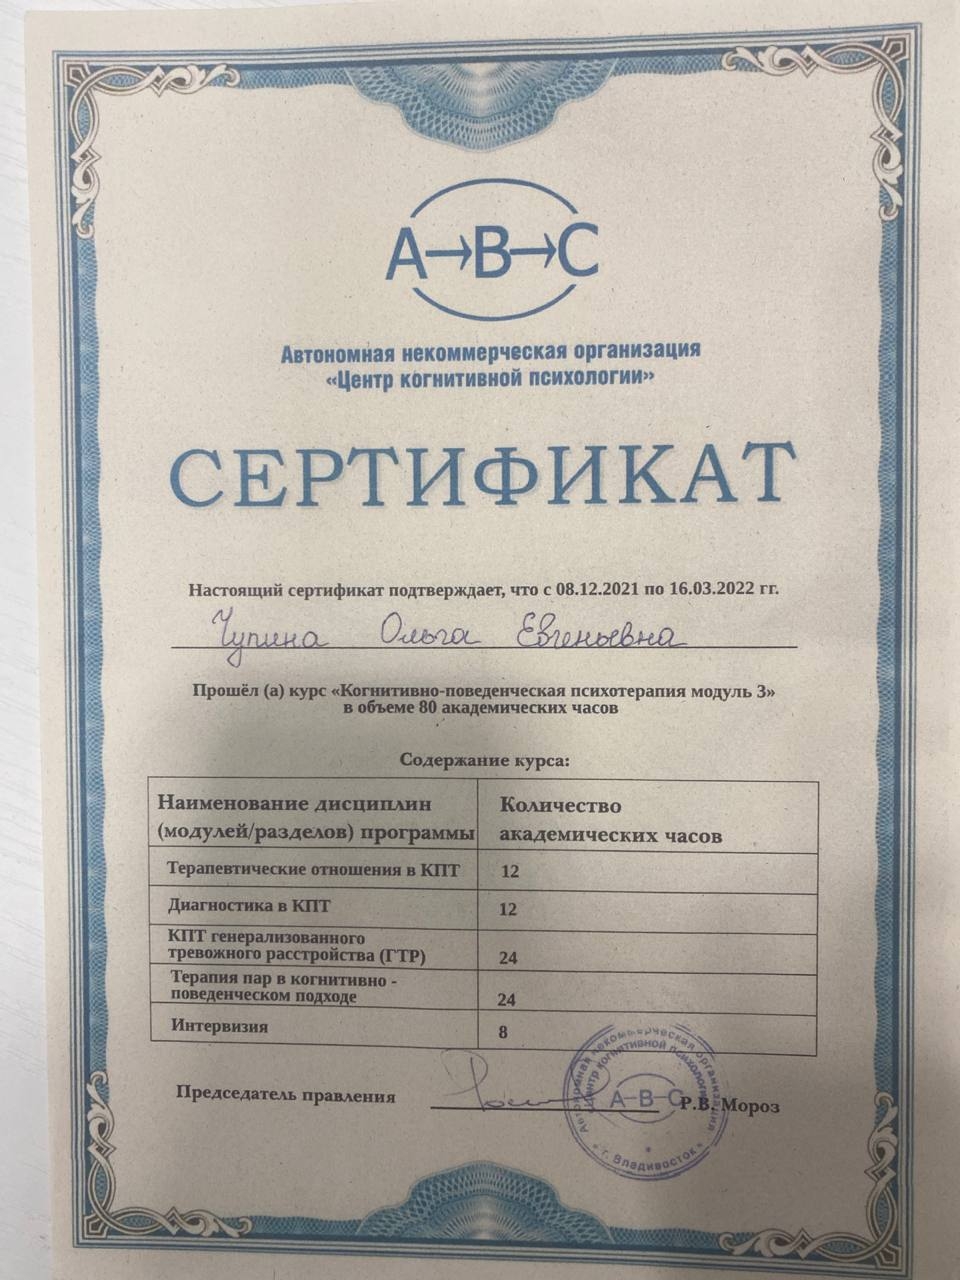 A→B→C
Автономная некоммерческая организация
«Центр когнитивной психологии»
СЕРТИФИКАТ
Настоящий сертификат подтверждает, что с 08.12.2021 по 16.03.2022 гг.
Чупина Ольга Евгеньевна
Прошёл (а) курс «Когнитивно-поведенческая психотерапия модуль 3»
в объеме 80 академических часов
Содержание курса:
Наименование дисциплин
(модулей/разделов) программы
Количество
академических часов
Терапевтические отношения в КПТ
12
Диагностика в КПТ
12
КПТ генерализованного
тревожного расстройства (ГТР)
24
Терапия пар в когнитивно -
поведенческом подходе
24
Интервизия
8
Председатель правления
Р.В. Мороз
Автономная некоммерческая организация
Центр когнитивной психологии
A–B–C
* г. Владивосток *